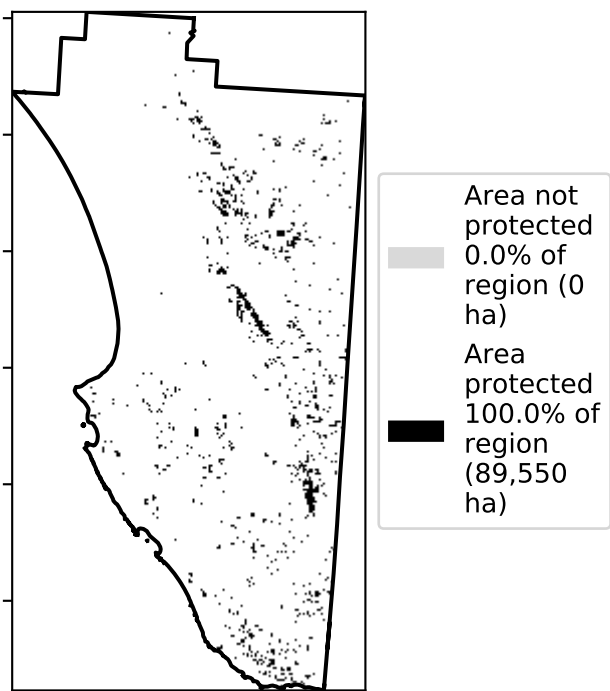 Area not
protected
0.0% of
region (0
ha)
Area
protected
100.0% of
region
(89,550
ha)